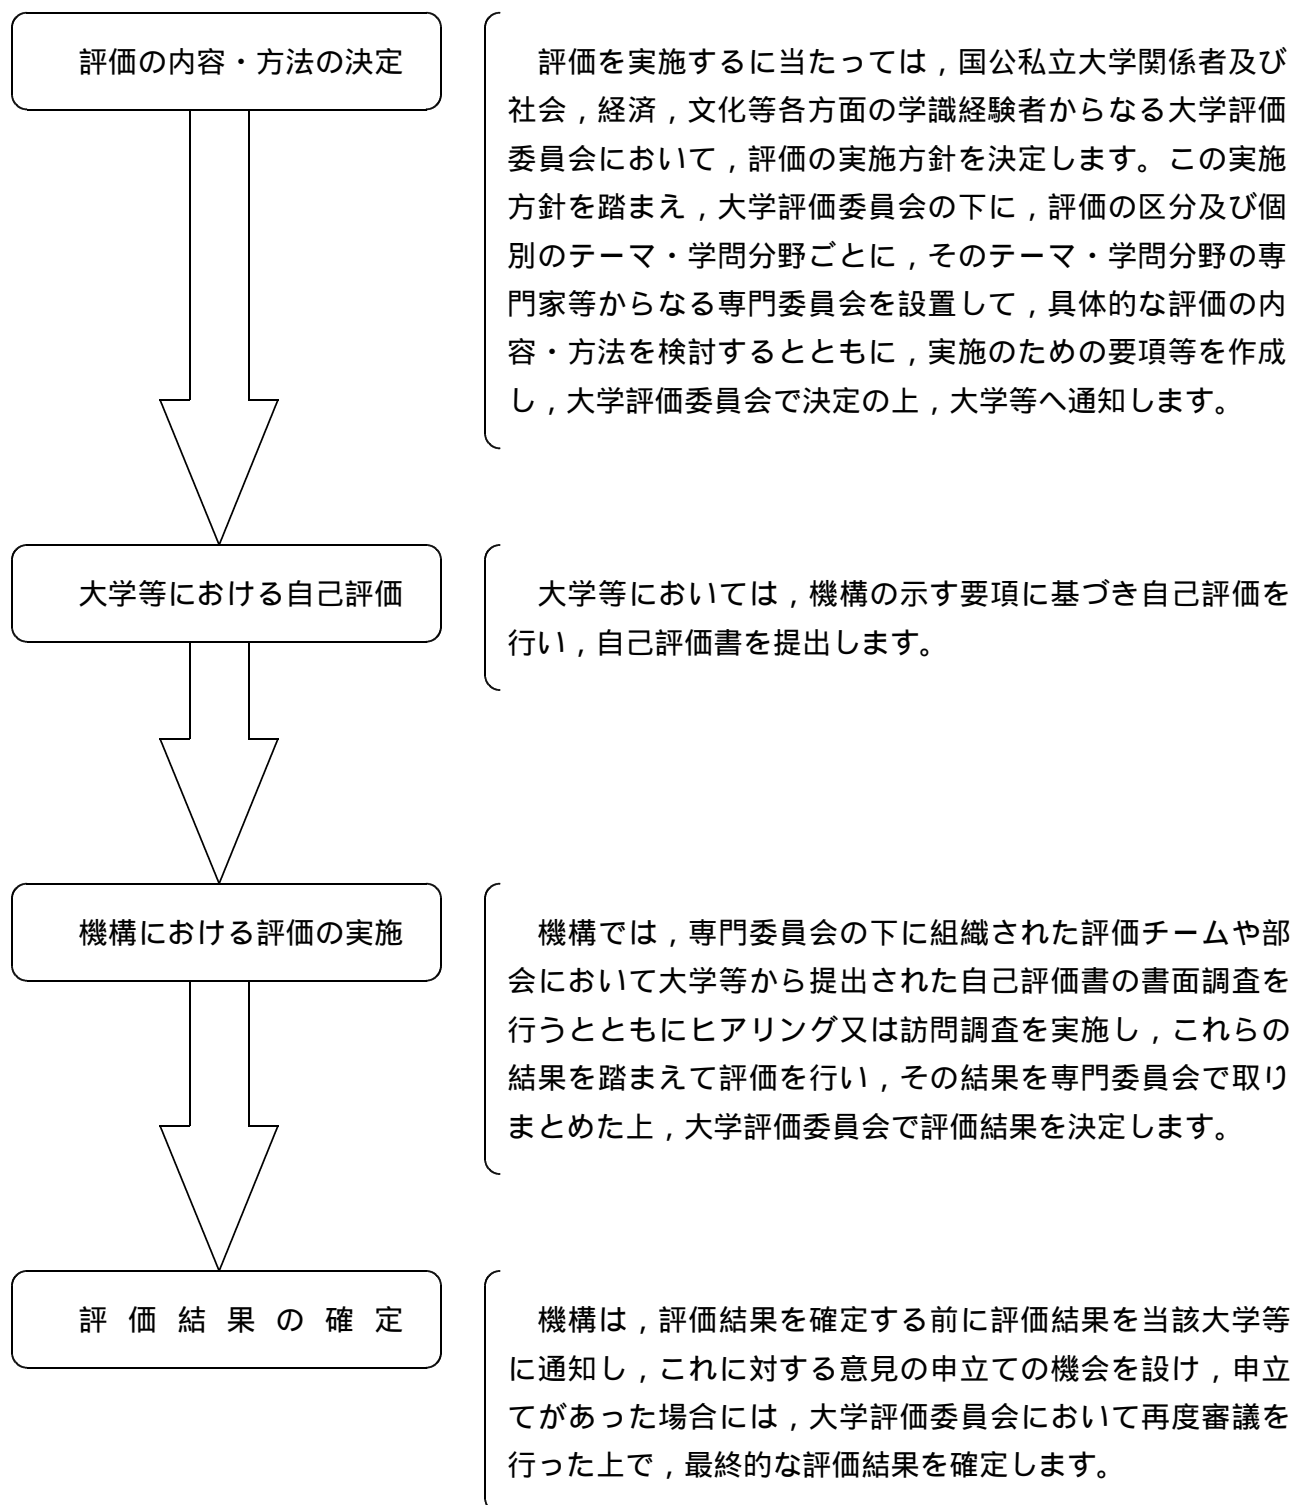 評価の内容・方法の決定
評価を実施するに当たっては，国公私立大学関係者及び
社会，経済，文化等各方面の学識経験者からなる大学評価
委員会において，評価の実施方針を決定します。この実施
方針を踏まえ，大学評価委員会の下に，評価の区分及び個
別のテーマ・学問分野ごとに，そのテーマ・学問分野の専
門家等からなる専門委員会を設置して，具体的な評価の内
容・方法を検討するとともに，実施のための要項等を作成
し，大学評価委員会で決定の上，大学等へ通知します。
大学等における自己評価
大学等においては，機構の示す要項に基づき自己評価を
行い，自己評価書を提出します。
機構における評価の実施
機構では，専門委員会の下に組織された評価チームや部
会において大学等から提出された自己評価書の書面調査を
行うとともにヒアリング又は訪問調査を実施し，これらの
結果を踏まえて評価を行い，その結果を専門委員会で取り
まとめた上，大学評価委員会で評価結果を決定します。
評価結果の確定
機構は，評価結果を確定する前に評価結果を当該大学等
に通知し，これに対する意見の申立ての機会を設け，申立
てがあった場合には，大学評価委員会において再度審議を
行った上で，最終的な評価結果を確定します。